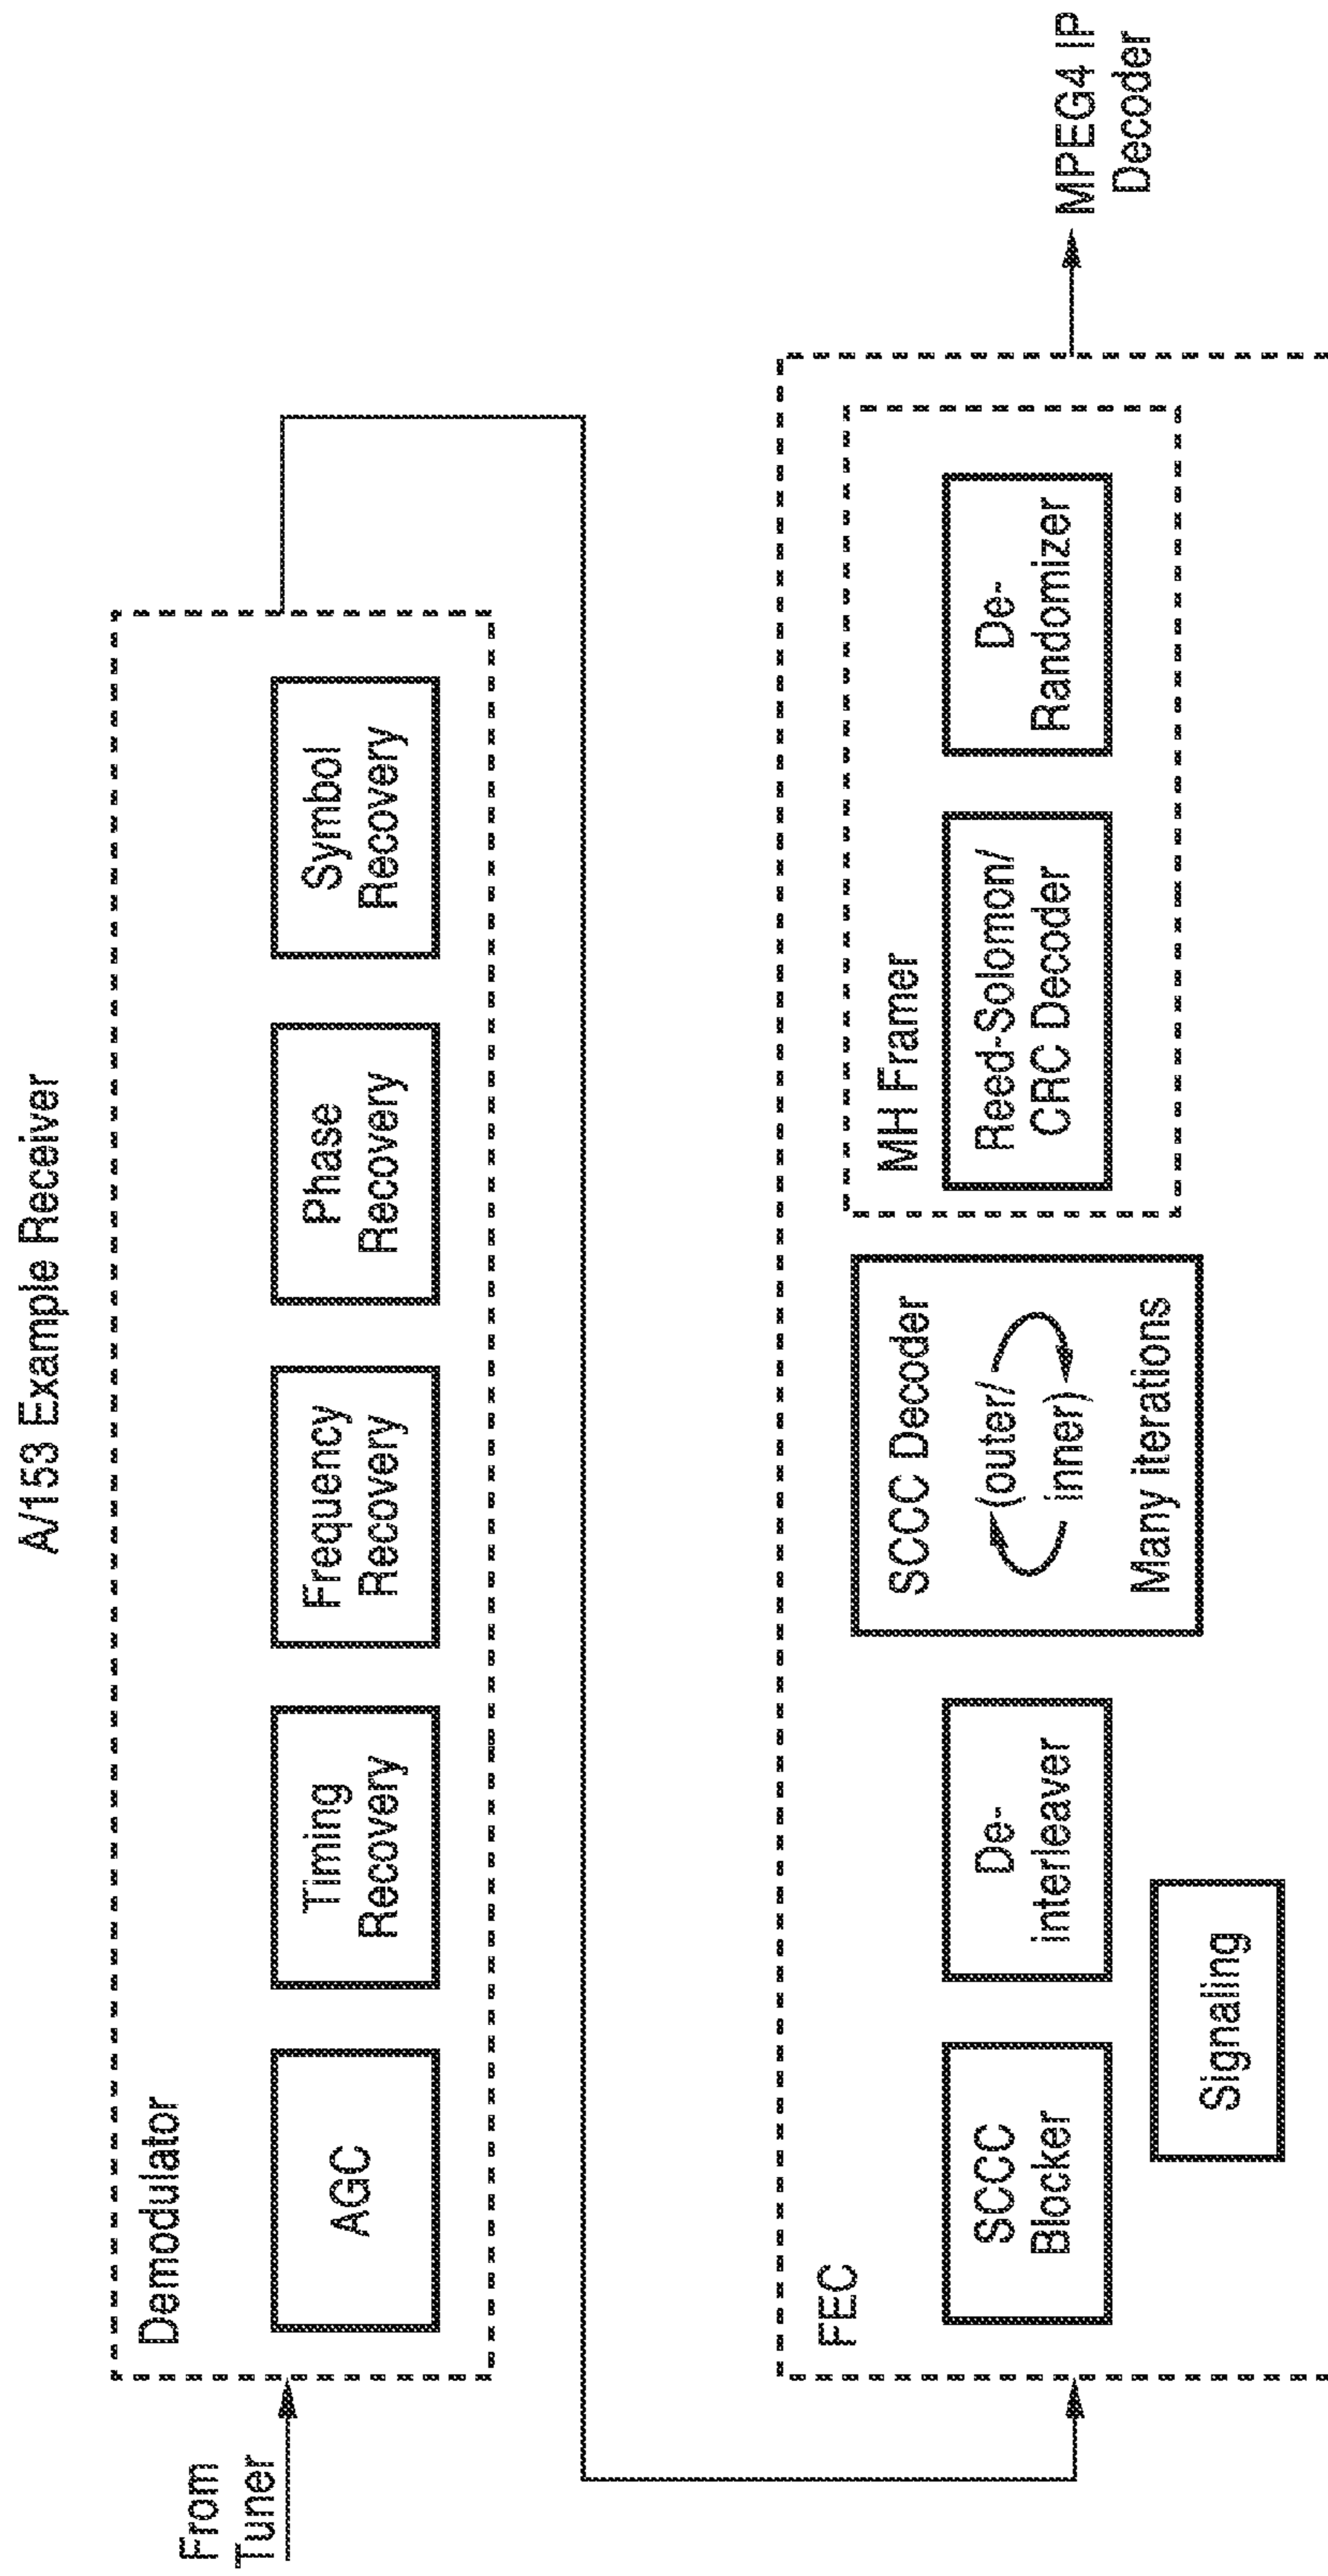 A/153 Example Receiver
From
Tuner
Demodulator
AGC
Timing
Recovery
Frequency
Recovery
Phase
Recovery
Symbol
Recovery
FEC
SCCC
Blocker
De-
interleaver
Signaling
SCCC Decoder
(outer/
inner)
Many iterations
MH Framer
Reed-Solomon/
CRC Decoder
De-
Randomizer
MPEG4 IP
Decoder